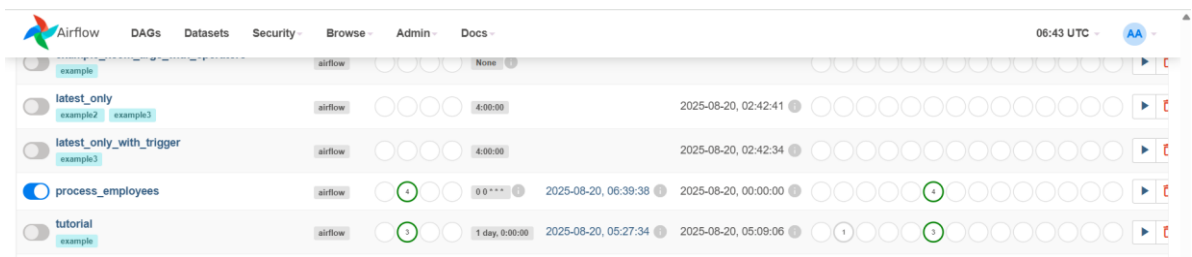 Airflow DAGs Datasets Security Browse Admin Docs 06:43 UTC AA
airflow None i
example
latest_only airflow 4:00:00 2025-08-20, 02:42:41 i
example2 example3
latest_only_with_trigger airflow 4:00:00 2025-08-20, 02:42:34 i
example3
process_employees airflow 4 0 0 * * * i 2025-08-20, 06:39:38 i 2025-08-20, 00:00:00 i 4
tutorial airflow 3 1 day, 0:00:00 2025-08-20, 05:27:34 i 2025-08-20, 05:09:06 i 1 3
example